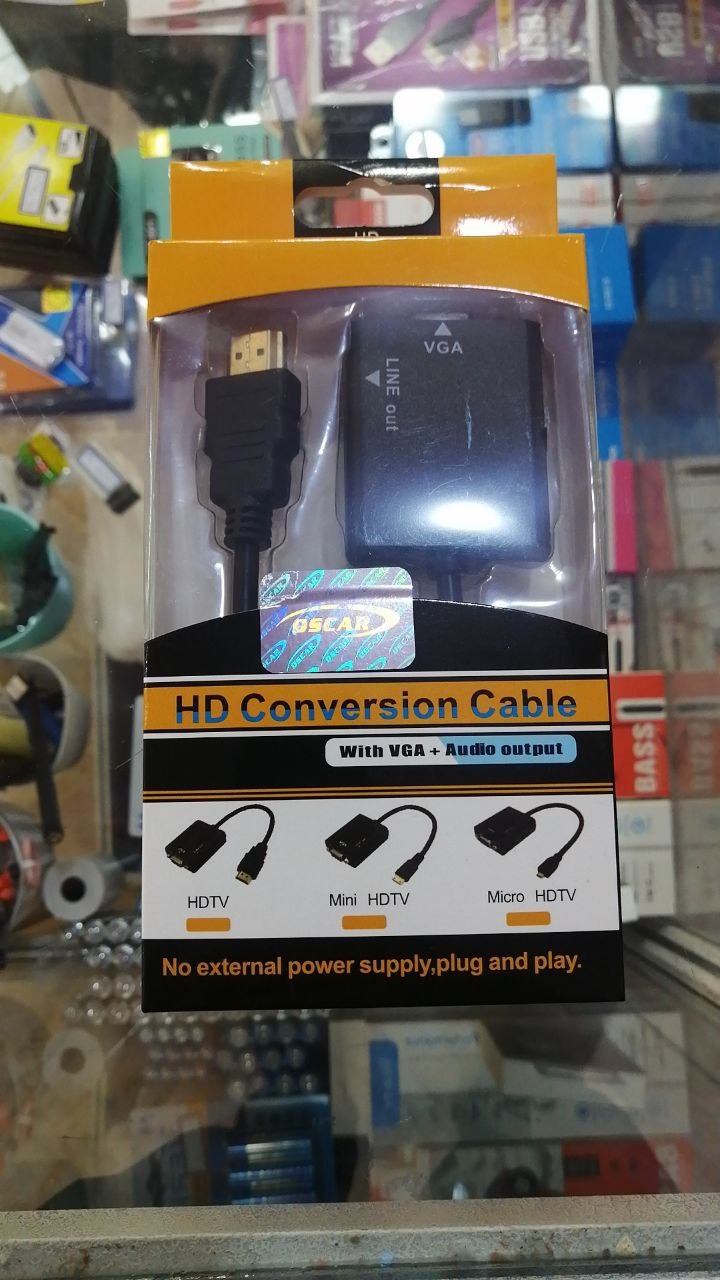 USB
VGA
LINE out
OSCAR
HD Conversion Cable
With VGA + Audio output
BASS
HDTV
Mini HDTV
Micro HDTV
No external power supply,plug and play.